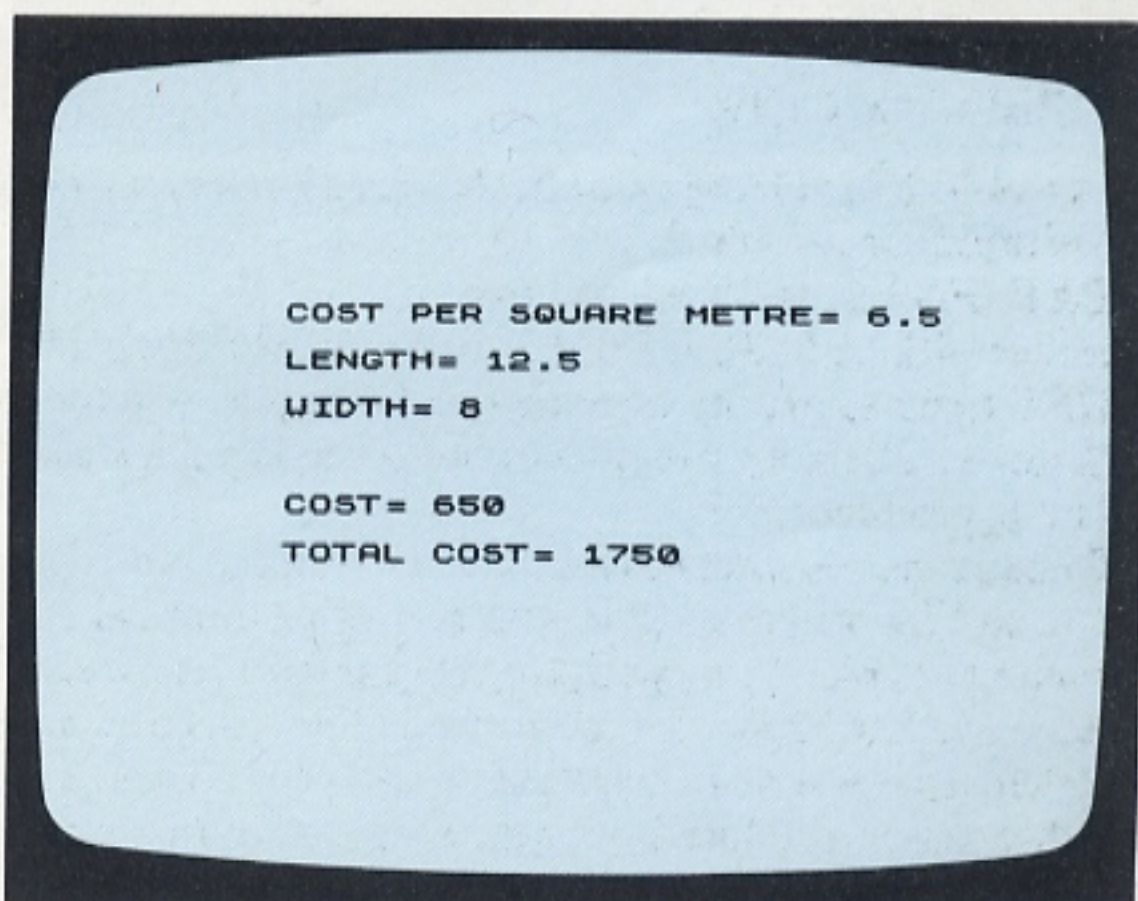 COST PER SQUARE METRE= 6.5
LENGTH= 12.5
WIDTH= 8
COST= 650
TOTAL COST= 1750